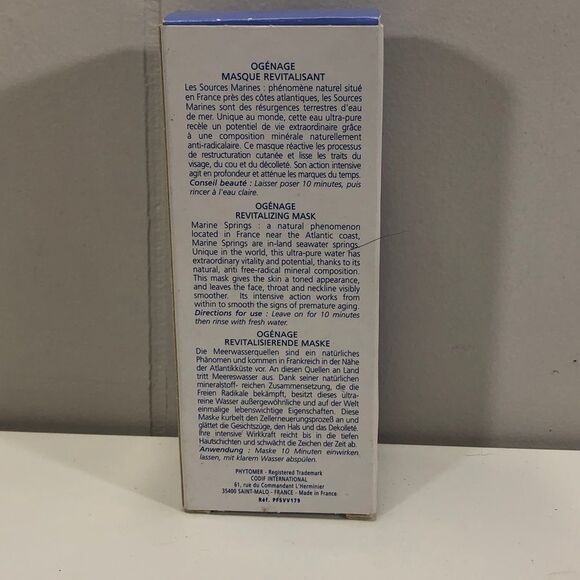 OGÉNAGE
MASQUE REVITALISANT
Les Sources Marines : phénomène naturel situé
en France près des côtes atlantiques, les Sources
Marines sont des résurgences terrestres d'eau
de mer. Unique au monde, cette eau ultra-pure
recèle un potentiel de vie extraordinaire grâce
à une composition minérale naturellement
anti-radicalaire. Ce masque réactive les processus
de restructuration cutanée et lisse les traits du
visage, du cou et du décolleté. Son action intensive
agit en profondeur et atténue les marques du temps.
Conseil beauté : Laisser poser 10 minutes, puis
rincer à l'eau claire.
OGÉNAGE
REVITALIZING MASK
Marine Springs : a natural phenomenon
located in France near the Atlantic coast,
Marine Springs are in-land seawater springs.
Unique in the world, this ultra-pure water has
extraordinary vitality and potential, thanks to its
natural, anti free-radical mineral composition.
This mask gives the skin a toned appearance,
and leaves the face, throat and neckline visibly
smoother. Its intensive action works from
within to smooth the signs of premature aging.
Directions for use : Leave on for 10 minutes
then rinse with fresh water.
OGÉNAGE
REVITALISIERENDE MASKE
Die Meerwasserquellen sind ein natürliches
Phänomen und kommen in Frankreich in der Nähe
der Atlantikküste vor. An diesen Quellen an Land
tritt Meereswasser aus. Dank seiner natürlichen
mineralstoff- reichen Zusammensetzung, die die
Freien Radikale bekämpft, besitzt dieses ultra-
reine Wasser außergewöhnliche und auf der Welt
einmalige lebenswichtige Eigenschaften. Diese
Maske kurbelt den Zellerneuerungsprozeß an und
glättet die Gesichtszüge, den Hals und das Dekolleté.
Ihre intensive Wirkkraft reicht bis in die tiefen
Hautschichten und schwächt die Zeichen der Zeit ab.
Anwendung : Maske 10 Minuten einwirken
lassen, mit klarem Wasser abspülen.
PHYTOMER - Registered Trademark
CODIF INTERNATIONAL
61, rue du Commandant L'Herminier
35400 SAINT-MALO - FRANCE - Made in France
Réf. PFSVV179